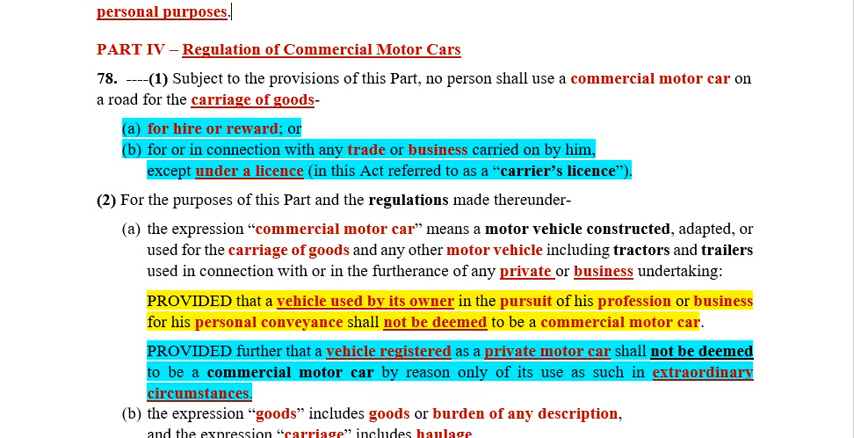 personal purposes.
PART IV – Regulation of Commercial Motor Cars
78. ----(1) Subject to the provisions of this Part, no person shall use a commercial motor car on
a road for the carriage of goods-
(a) for hire or reward; or
(b) for or in connection with any trade or business carried on by him,
except under a licence (in this Act referred to as a “carrier’s licence”).
(2) For the purposes of this Part and the regulations made thereunder-
(a) the expression “commercial motor car” means a motor vehicle constructed, adapted, or
used for the carriage of goods and any other motor vehicle including tractors and trailers
used in connection with or in the furtherance of any private or business undertaking:
PROVIDED that a vehicle used by its owner in the pursuit of his profession or business
for his personal conveyance shall not be deemed to be a commercial motor car.
PROVIDED further that a vehicle registered as a private motor car shall not be deemed
to be a commercial motor car by reason only of its use as such in extraordinary
circumstances.
(b) the expression “goods” includes goods or burden of any description,
and the expression “carriage” includes haulage